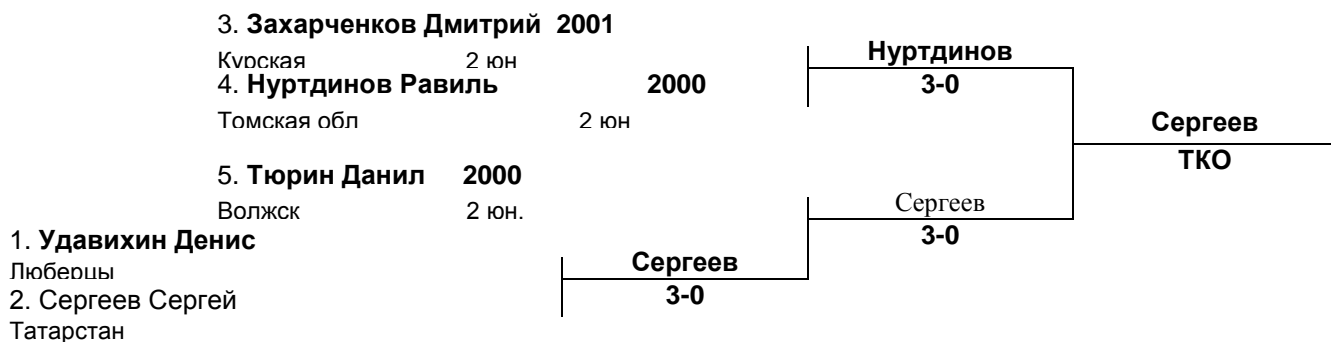 3. Захарченков Дмитрий 2001
Курская 2 юн
4. Нуртдинов Равиль 2000
Томская обл 2 юн
Нуртдинов
3-0
Сергеев
ТКО
5. Тюрин Данил 2000
Волжск 2 юн.
Сергеев
3-0
1. Удавихин Денис
Люберцы
2. Сергеев Сергей
Татарстан
Сергеев
3-0